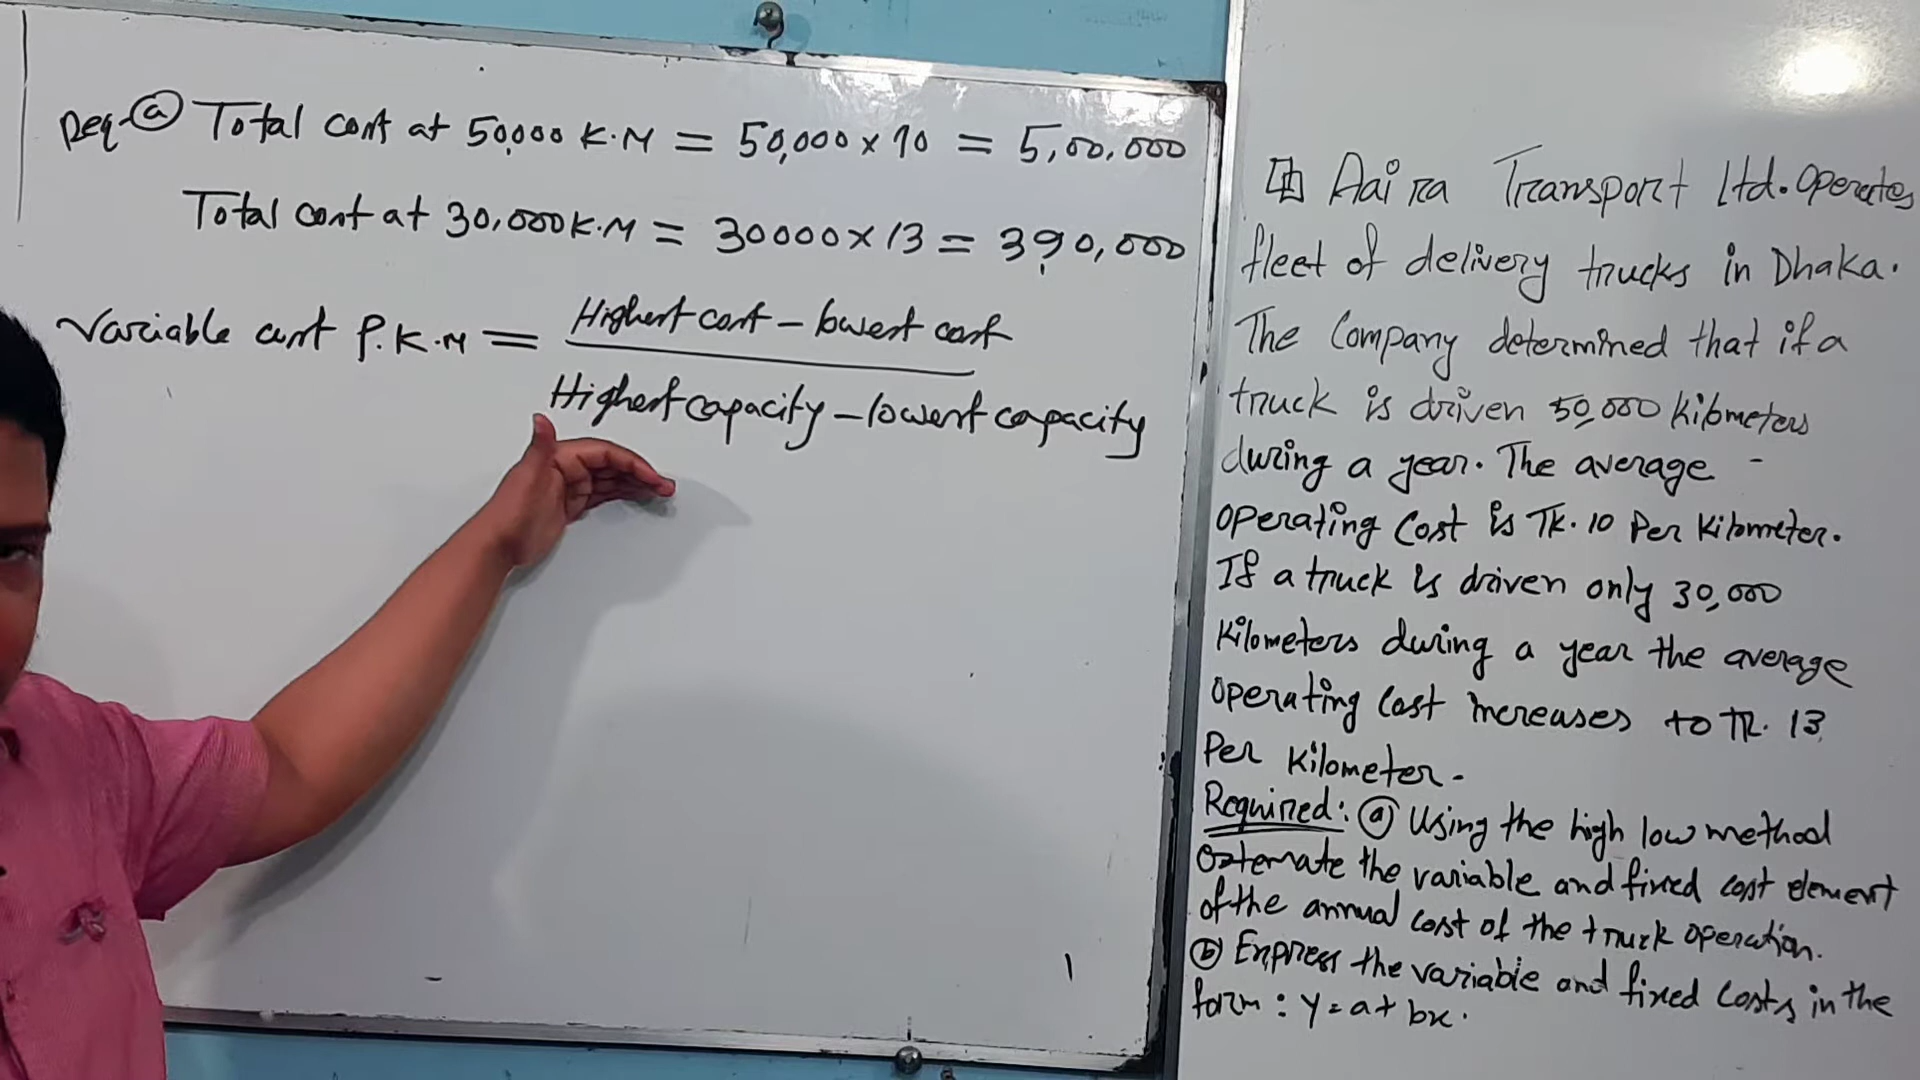 Req-ⓐ Total cost at 50,000 K.M = 50,000 × 10 = 5,00,000
Total cost at 30,000K.M = 30000 × 13 = 390,000
Variable cost P.K.M = Highest cost - lowest cost
Highest capacity - lowest capacity
Aaira Transport Ltd. Operates
fleet of delivery trucks in Dhaka.
The Company determined that if a
truck is driven 50,000 kilometers
during a year. The average -
operating Cost is Tk. 10 Per Kilometer.
If a truck is driven only 30,000
Kilometers during a year the average
operating Cost increases to TK. 13
Per Kilometer -
Required: ⓐ Using the high low method
the variable and fixed cost element
of the annual cost of the truck operation.
ⓑ Express the variable and fixed Costs in the
form : Y = a + bx.